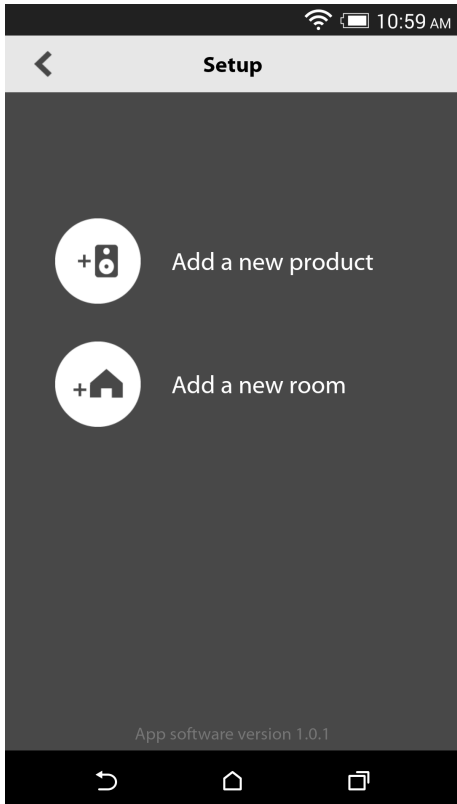 10:59 AM
Setup
Add a new product
Add a new room
App software version 1.0.1